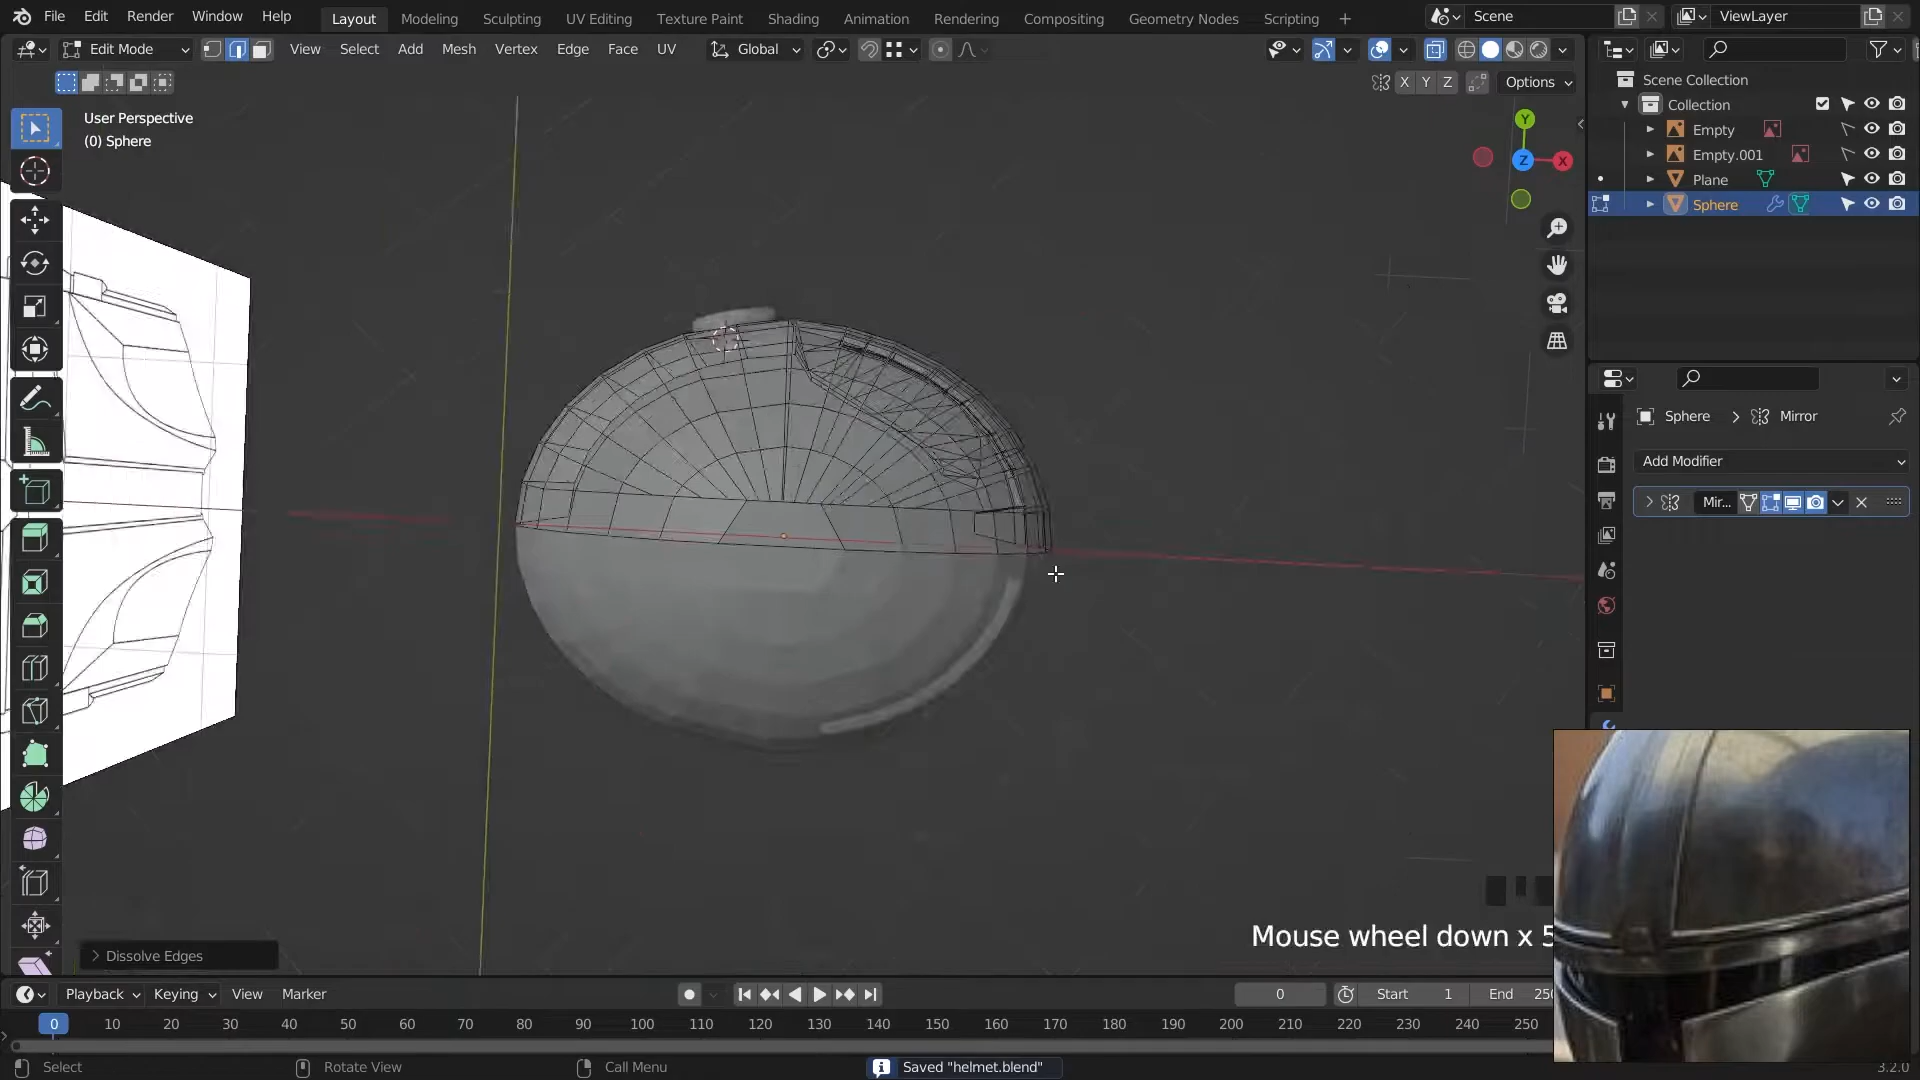 File Edit Render Window Help Layout Modeling Sculpting UV Editing Texture Paint Shading Animation Rendering Compositing Geometry Nodes Scripting + Scene ViewLayer
Edit Mode View Select Add Mesh Vertex Edge Face UV Global
X Y Z Options
User Perspective
(0) Sphere
Y
Z
X
Scene Collection
Collection
Empty
Empty.001
Plane
Sphere
Sphere > Mirror
Add Modifier
Mir...
Mouse wheel down x 5
Dissolve Edges
Playback Keying View Marker 0 Start 1 End 250
0 10 20 30 40 50 60 70 80 90 100 110 120 130 140 150 160 170 180 190 200 210 220 230 240 250
Select Rotate View Call Menu Saved "helmet.blend" 3.2.0